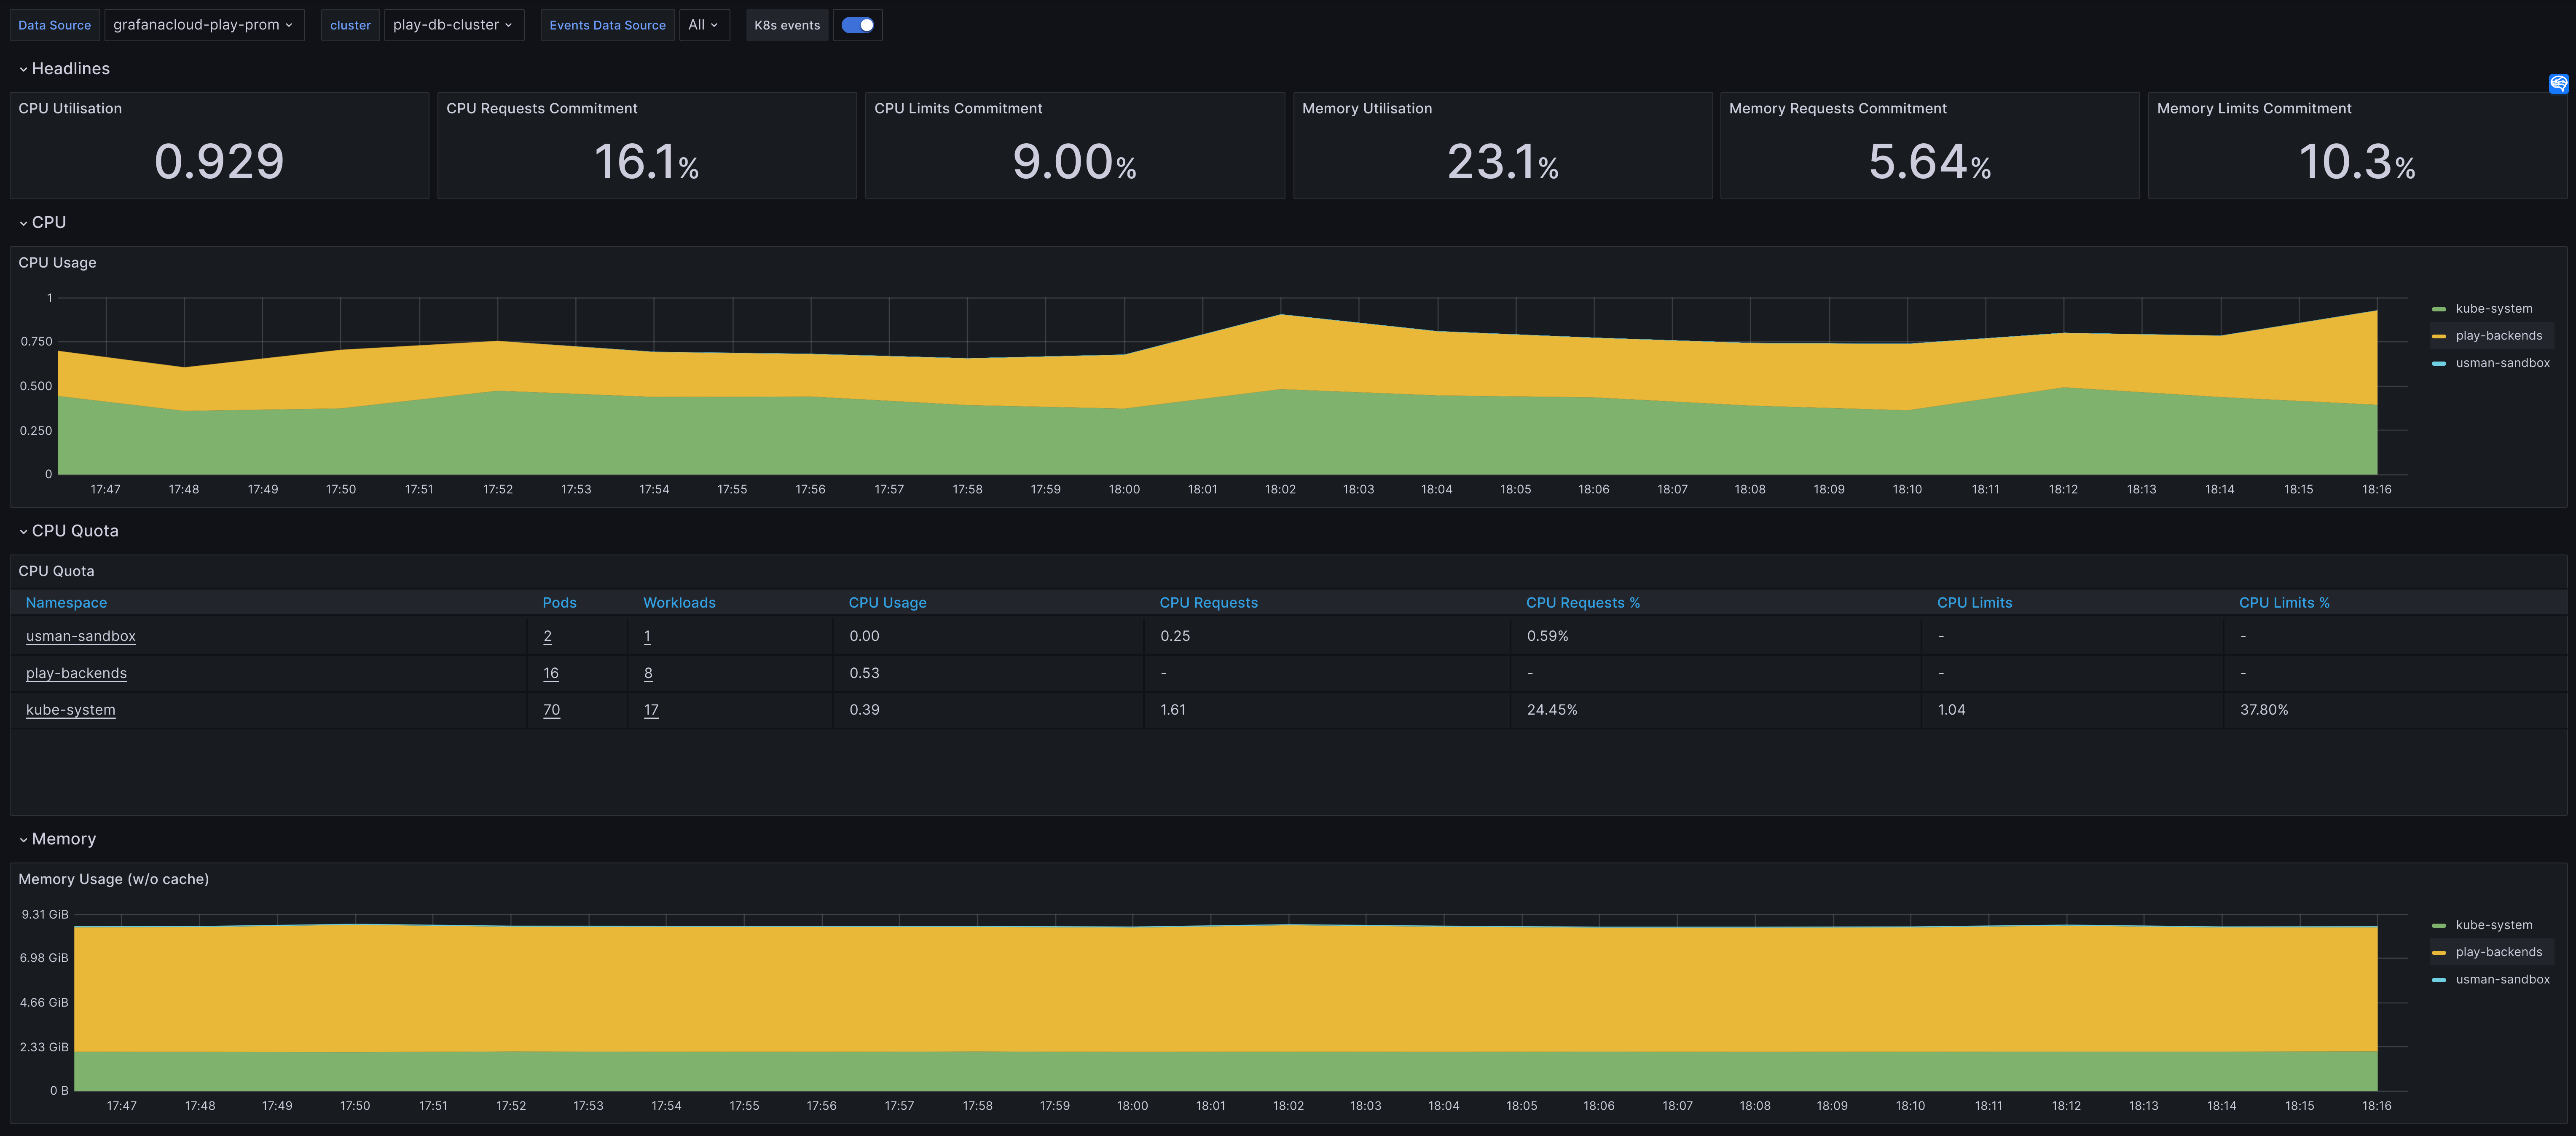 Data Source grafanacloud-play-prom cluster play-db-cluster Events Data Source All K8s events
Headlines
CPU Utilisation CPU Requests Commitment CPU Limits Commitment Memory Utilisation Memory Requests Commitment Memory Limits Commitment
0.929 16.1% 9.00% 23.1% 5.64% 10.3%
CPU
CPU Usage
1
0.750
0.500
0.250
0
17:47 17:48 17:49 17:50 17:51 17:52 17:53 17:54 17:55 17:56 17:57 17:58 17:59 18:00 18:01 18:02 18:03 18:04 18:05 18:06 18:07 18:08 18:09 18:10 18:11 18:12 18:13 18:14 18:15 18:16
kube-system
play-backends
usman-sandbox
CPU Quota
CPU Quota
Namespace Pods Workloads CPU Usage CPU Requests CPU Requests % CPU Limits CPU Limits %
usman-sandbox 2 1 0.00 0.25 0.59% - -
play-backends 16 8 0.53 - - - -
kube-system 70 17 0.39 1.61 24.45% 1.04 37.80%
Memory
Memory Usage (w/o cache)
9.31 GiB
6.98 GiB
4.66 GiB
2.33 GiB
0 B
17:47 17:48 17:49 17:50 17:51 17:52 17:53 17:54 17:55 17:56 17:57 17:58 17:59 18:00 18:01 18:02 18:03 18:04 18:05 18:06 18:07 18:08 18:09 18:10 18:11 18:12 18:13 18:14 18:15 18:16
kube-system
play-backends
usman-sandbox